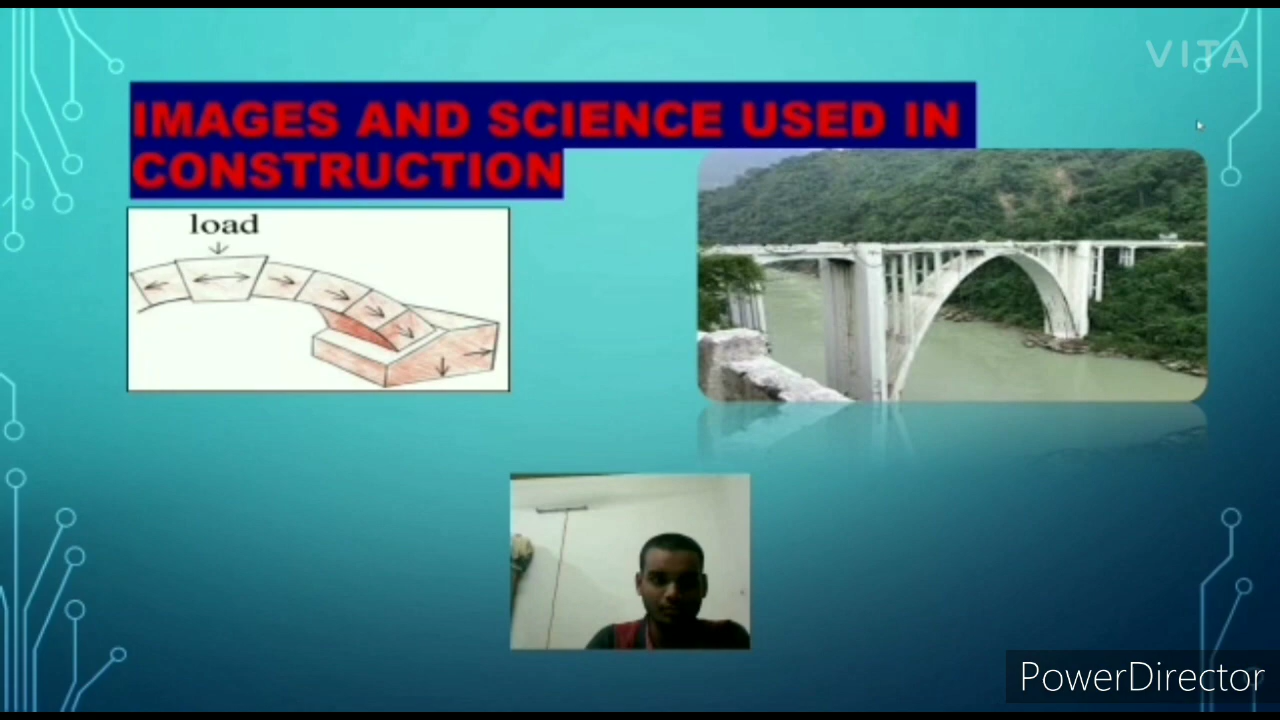 VITA
IMAGES AND SCIENCE USED IN
CONSTRUCTION
load
PowerDirector